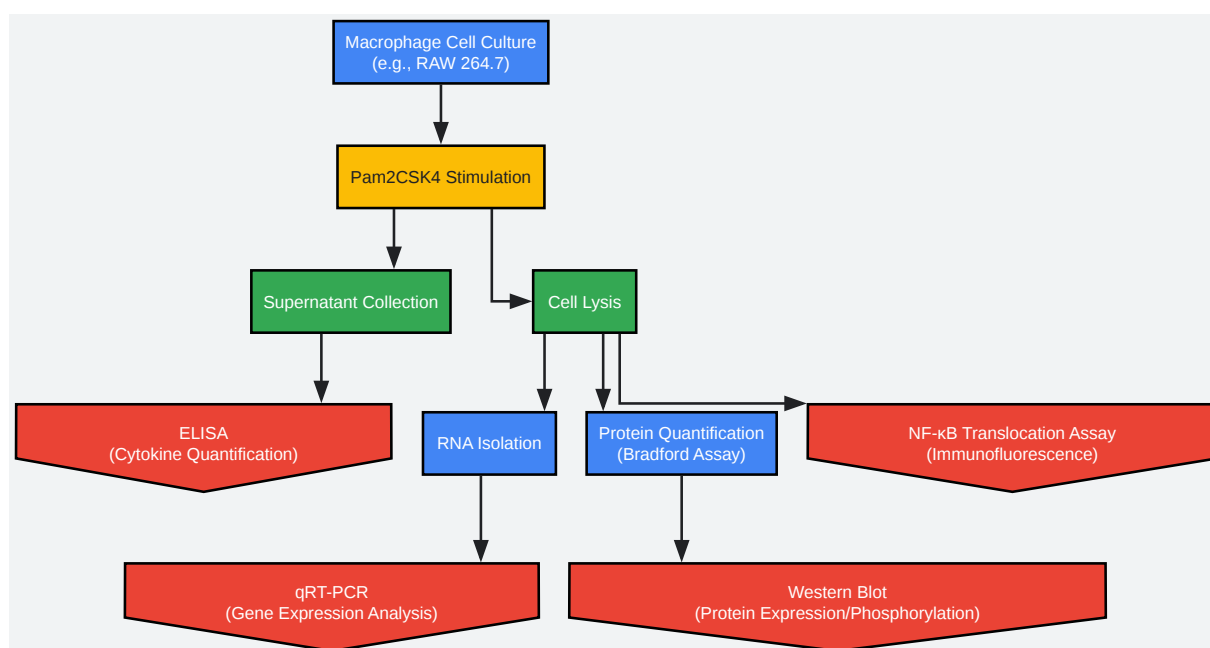 Macrophage Cell Culture
(e.g., RAW 264.7)
Pam2CSK4 Stimulation
Supernatant Collection
Cell Lysis
ELISA
(Cytokine Quantification)
RNA Isolation
Protein Quantification
(Bradford Assay)
NF-κB Translocation Assay
(Immunofluorescence)
qRT-PCR
(Gene Expression Analysis)
Western Blot
(Protein Expression/Phosphorylation)